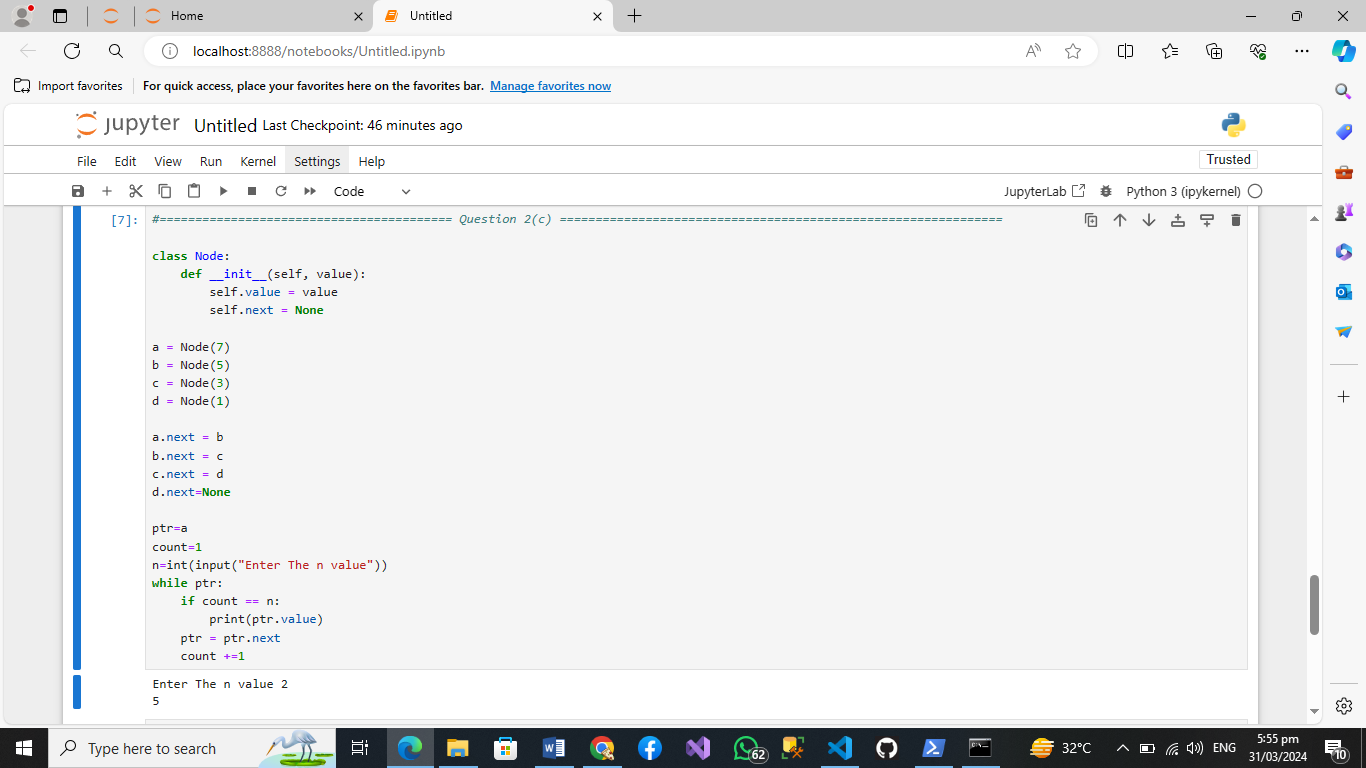 Home
Untitled
localhost:8888/notebooks/Untitled.ipynb
Import favorites
For quick access, place your favorites here on the favorites bar. Manage favorites now
jupyter Untitled Last Checkpoint: 46 minutes ago
File Edit View Run Kernel Settings Help
Trusted
Code
JupyterLab
Python 3 (ipykernel)
[7]:
#========================================= Question 2(c) ==============================================================
class Node:
    def __init__(self, value):
        self.value = value
        self.next = None
a = Node(7)
b = Node(5)
c = Node(3)
d = Node(1)
a.next = b
b.next = c
c.next = d
d.next=None
ptr=a
count=1
n=int(input("Enter The n value"))
while ptr:
    if count == n:
        print(ptr.value)
    ptr = ptr.next
    count +=1
Enter The n value 2
5
Type here to search
62
32°C
ENG
5:55 pm
31/03/2024
10